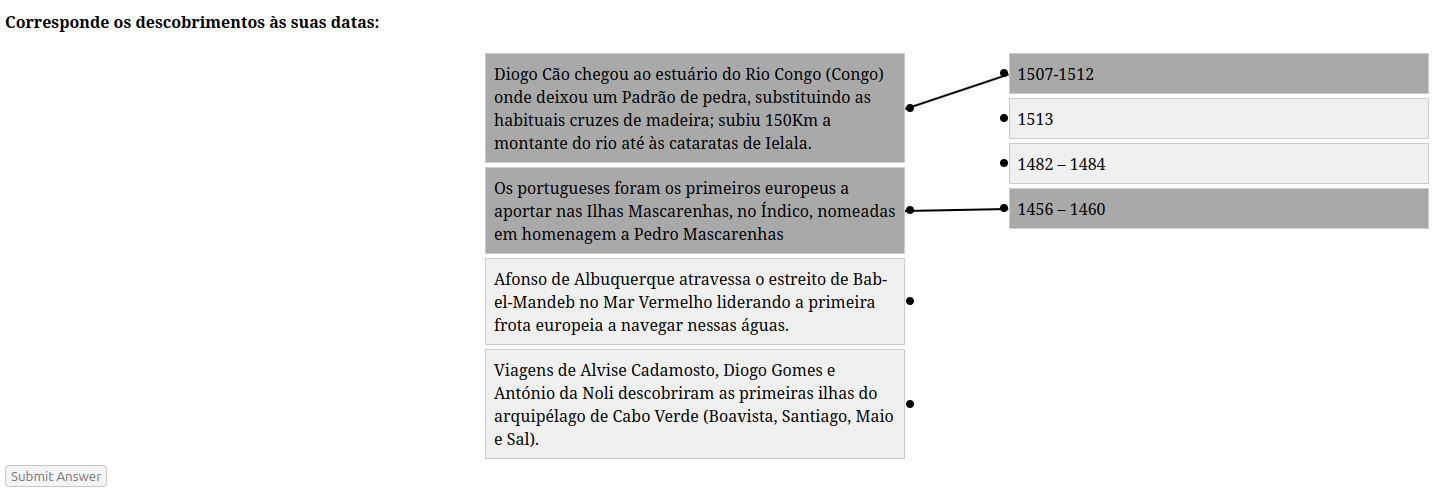 Corresponde os descobrimentos às suas datas:
Diogo Cão chegou ao estuário do Rio Congo (Congo)
onde deixou um Padrão de pedra, substituindo as
habituais cruzes de madeira; subiu 150Km a
montante do rio até às cataratas de Ielala.
Os portugueses foram os primeiros europeus a
aportar nas Ilhas Mascarenhas, no Índico, nomeadas
em homenagem a Pedro Mascarenhas
Afonso de Albuquerque atravessa o estreito de Bab-
el-Mandeb no Mar Vermelho liderando a primeira
frota europeia a navegar nessas águas.
Viagens de Alvise Cadamosto, Diogo Gomes e
António da Noli descobriram as primeiras ilhas do
arquipélago de Cabo Verde (Boavista, Santiago, Maio
e Sal).
1507-1512
1513
1482 – 1484
1456 – 1460
Submit Answer